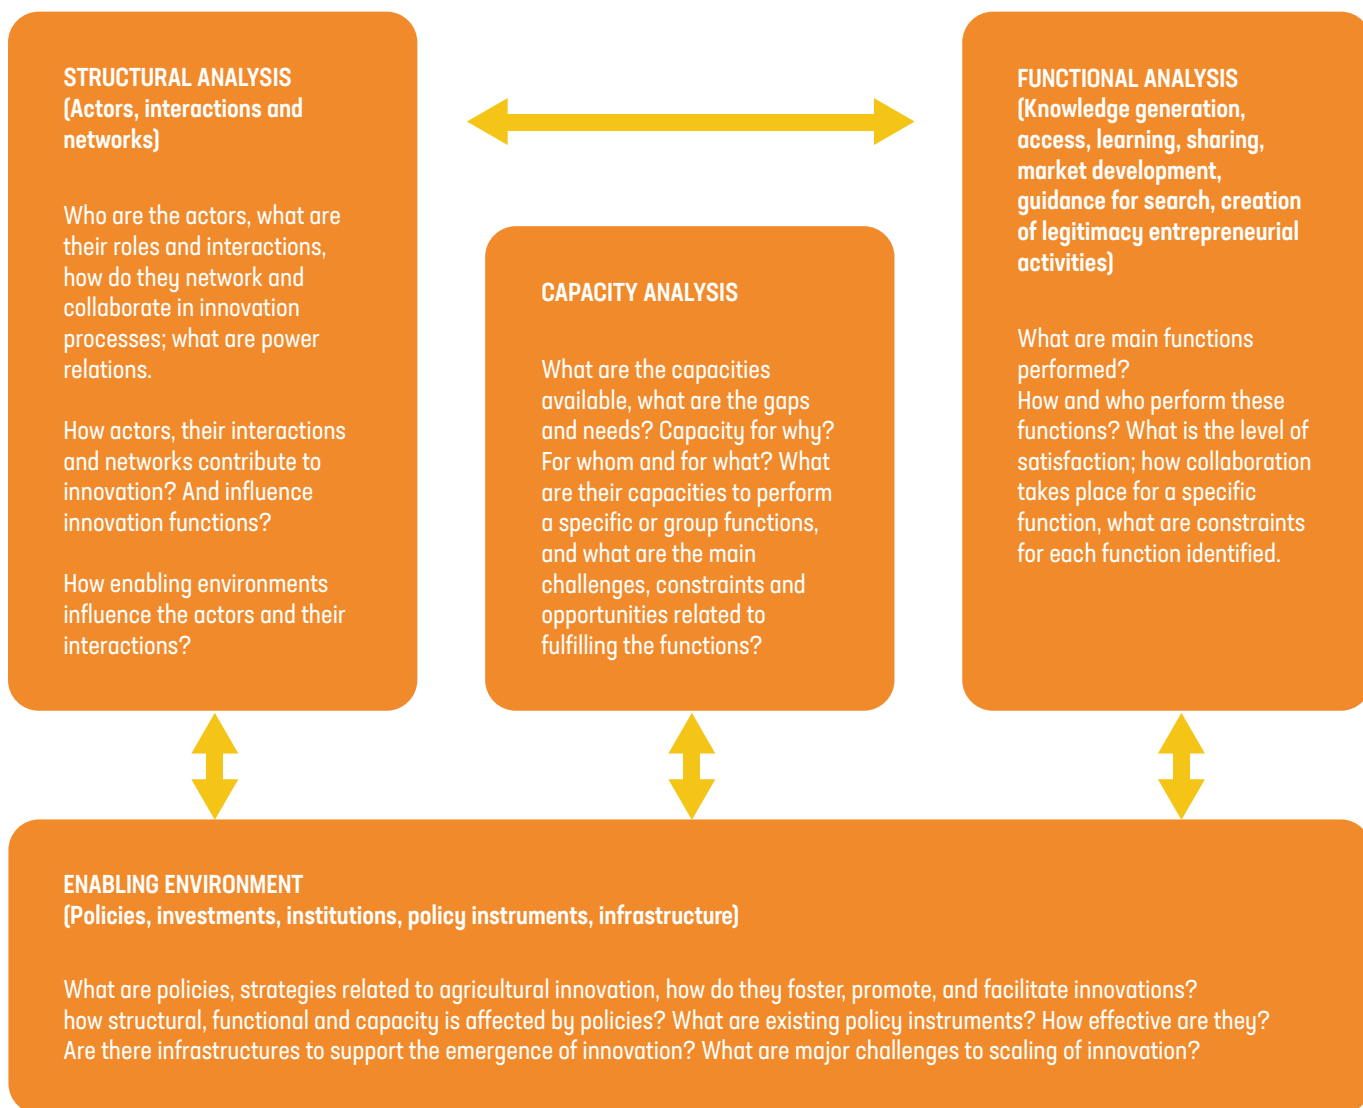 STRUCTURAL ANALYSIS
(Actors, interactions and
networks)
Who are the actors, what are
their roles and interactions,
how do they network and
collaborate in innovation
processes; what are power
relations.
How actors, their interactions
and networks contribute to
innovation? And influence
innovation functions?
How enabling environments
influence the actors and their
interactions?
CAPACITY ANALYSIS
What are the capacities
available, what are the gaps
and needs? Capacity for why?
For whom and for what? What
are their capacities to perform
a specific or group functions,
and what are the main
challenges, constraints and
opportunities related to
fulfilling the functions?
FUNCTIONAL ANALYSIS
(Knowledge generation,
access, learning, sharing,
market development,
guidance for search, creation
of legitimacy entrepreneurial
activities)
What are main functions
performed?
How and who perform these
functions? What is the level of
satisfaction; how collaboration
takes place for a specific
function, what are constraints
for each function identified.
ENABLING ENVIRONMENT
(Policies, investments, institutions, policy instruments, infrastructure)
What are policies, strategies related to agricultural innovation, how do they foster, promote, and facilitate innovations?
how structural, functional and capacity is affected by policies? What are existing policy instruments? How effective are they?
Are there infrastructures to support the emergence of innovation? What are major challenges to scaling of innovation?